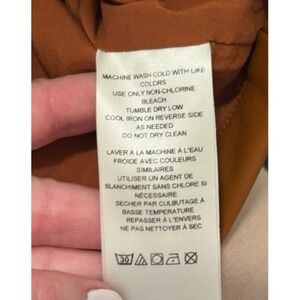 MACHINE WASH COLD WITH LIKE
COLORS
USE ONLY NON-CHLORINE
BLEACH
TUMBLE DRY LOW
COOL IRON ON REVERSE SIDE
AS NEEDED
DO NOT DRY CLEAN
LAVER À LA MACHINE À L'EAU
FROIDE AVEC COULEURS
SIMILAIRES
UTILISER UN AGENT DE
BLANCHIMENT SANS CHLORE SI
NÉCESSAIRE
SECHER PAR CULBUTAGE À
BASSE TEMPERATURE
REPASSER À L'ENVERS
NE PAS NETTOYER À SEC